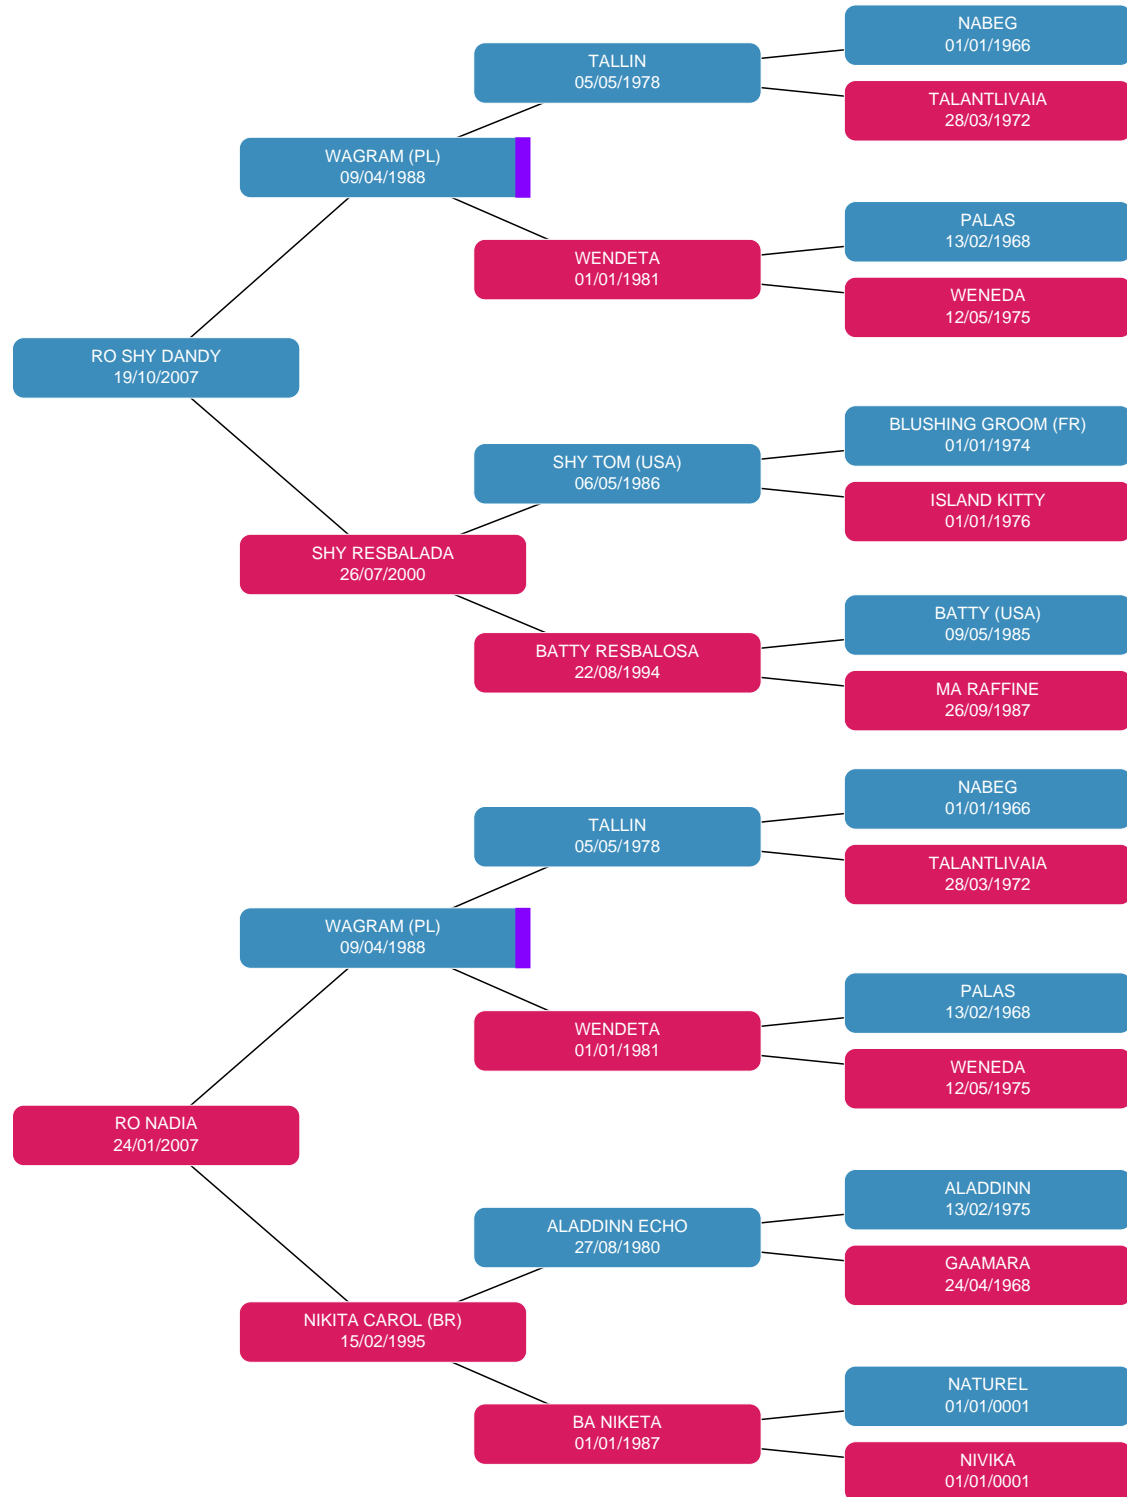 NABEG
01/01/1966
TALLIN
05/05/1978
TALANTLIVAIA
28/03/1972
WAGRAM (PL)
09/04/1988
PALAS
13/02/1968
WENDETA
01/01/1981
WENEDA
12/05/1975
RO SHY DANDY
19/10/2007
BLUSHING GROOM (FR)
01/01/1974
SHY TOM (USA)
06/05/1986
ISLAND KITTY
01/01/1976
SHY RESBALADA
26/07/2000
BATTY (USA)
09/05/1985
BATTY RESBALOSA
22/08/1994
MA RAFFINE
26/09/1987
NABEG
01/01/1966
TALLIN
05/05/1978
TALANTLIVAIA
28/03/1972
WAGRAM (PL)
09/04/1988
PALAS
13/02/1968
WENDETA
01/01/1981
WENEDA
12/05/1975
RO NADIA
24/01/2007
ALADDINN
13/02/1975
ALADDINN ECHO
27/08/1980
GAAMARA
24/04/1968
NIKITA CAROL (BR)
15/02/1995
NATUREL
01/01/0001
BA NIKETA
01/01/1987
NIVIKA
01/01/0001